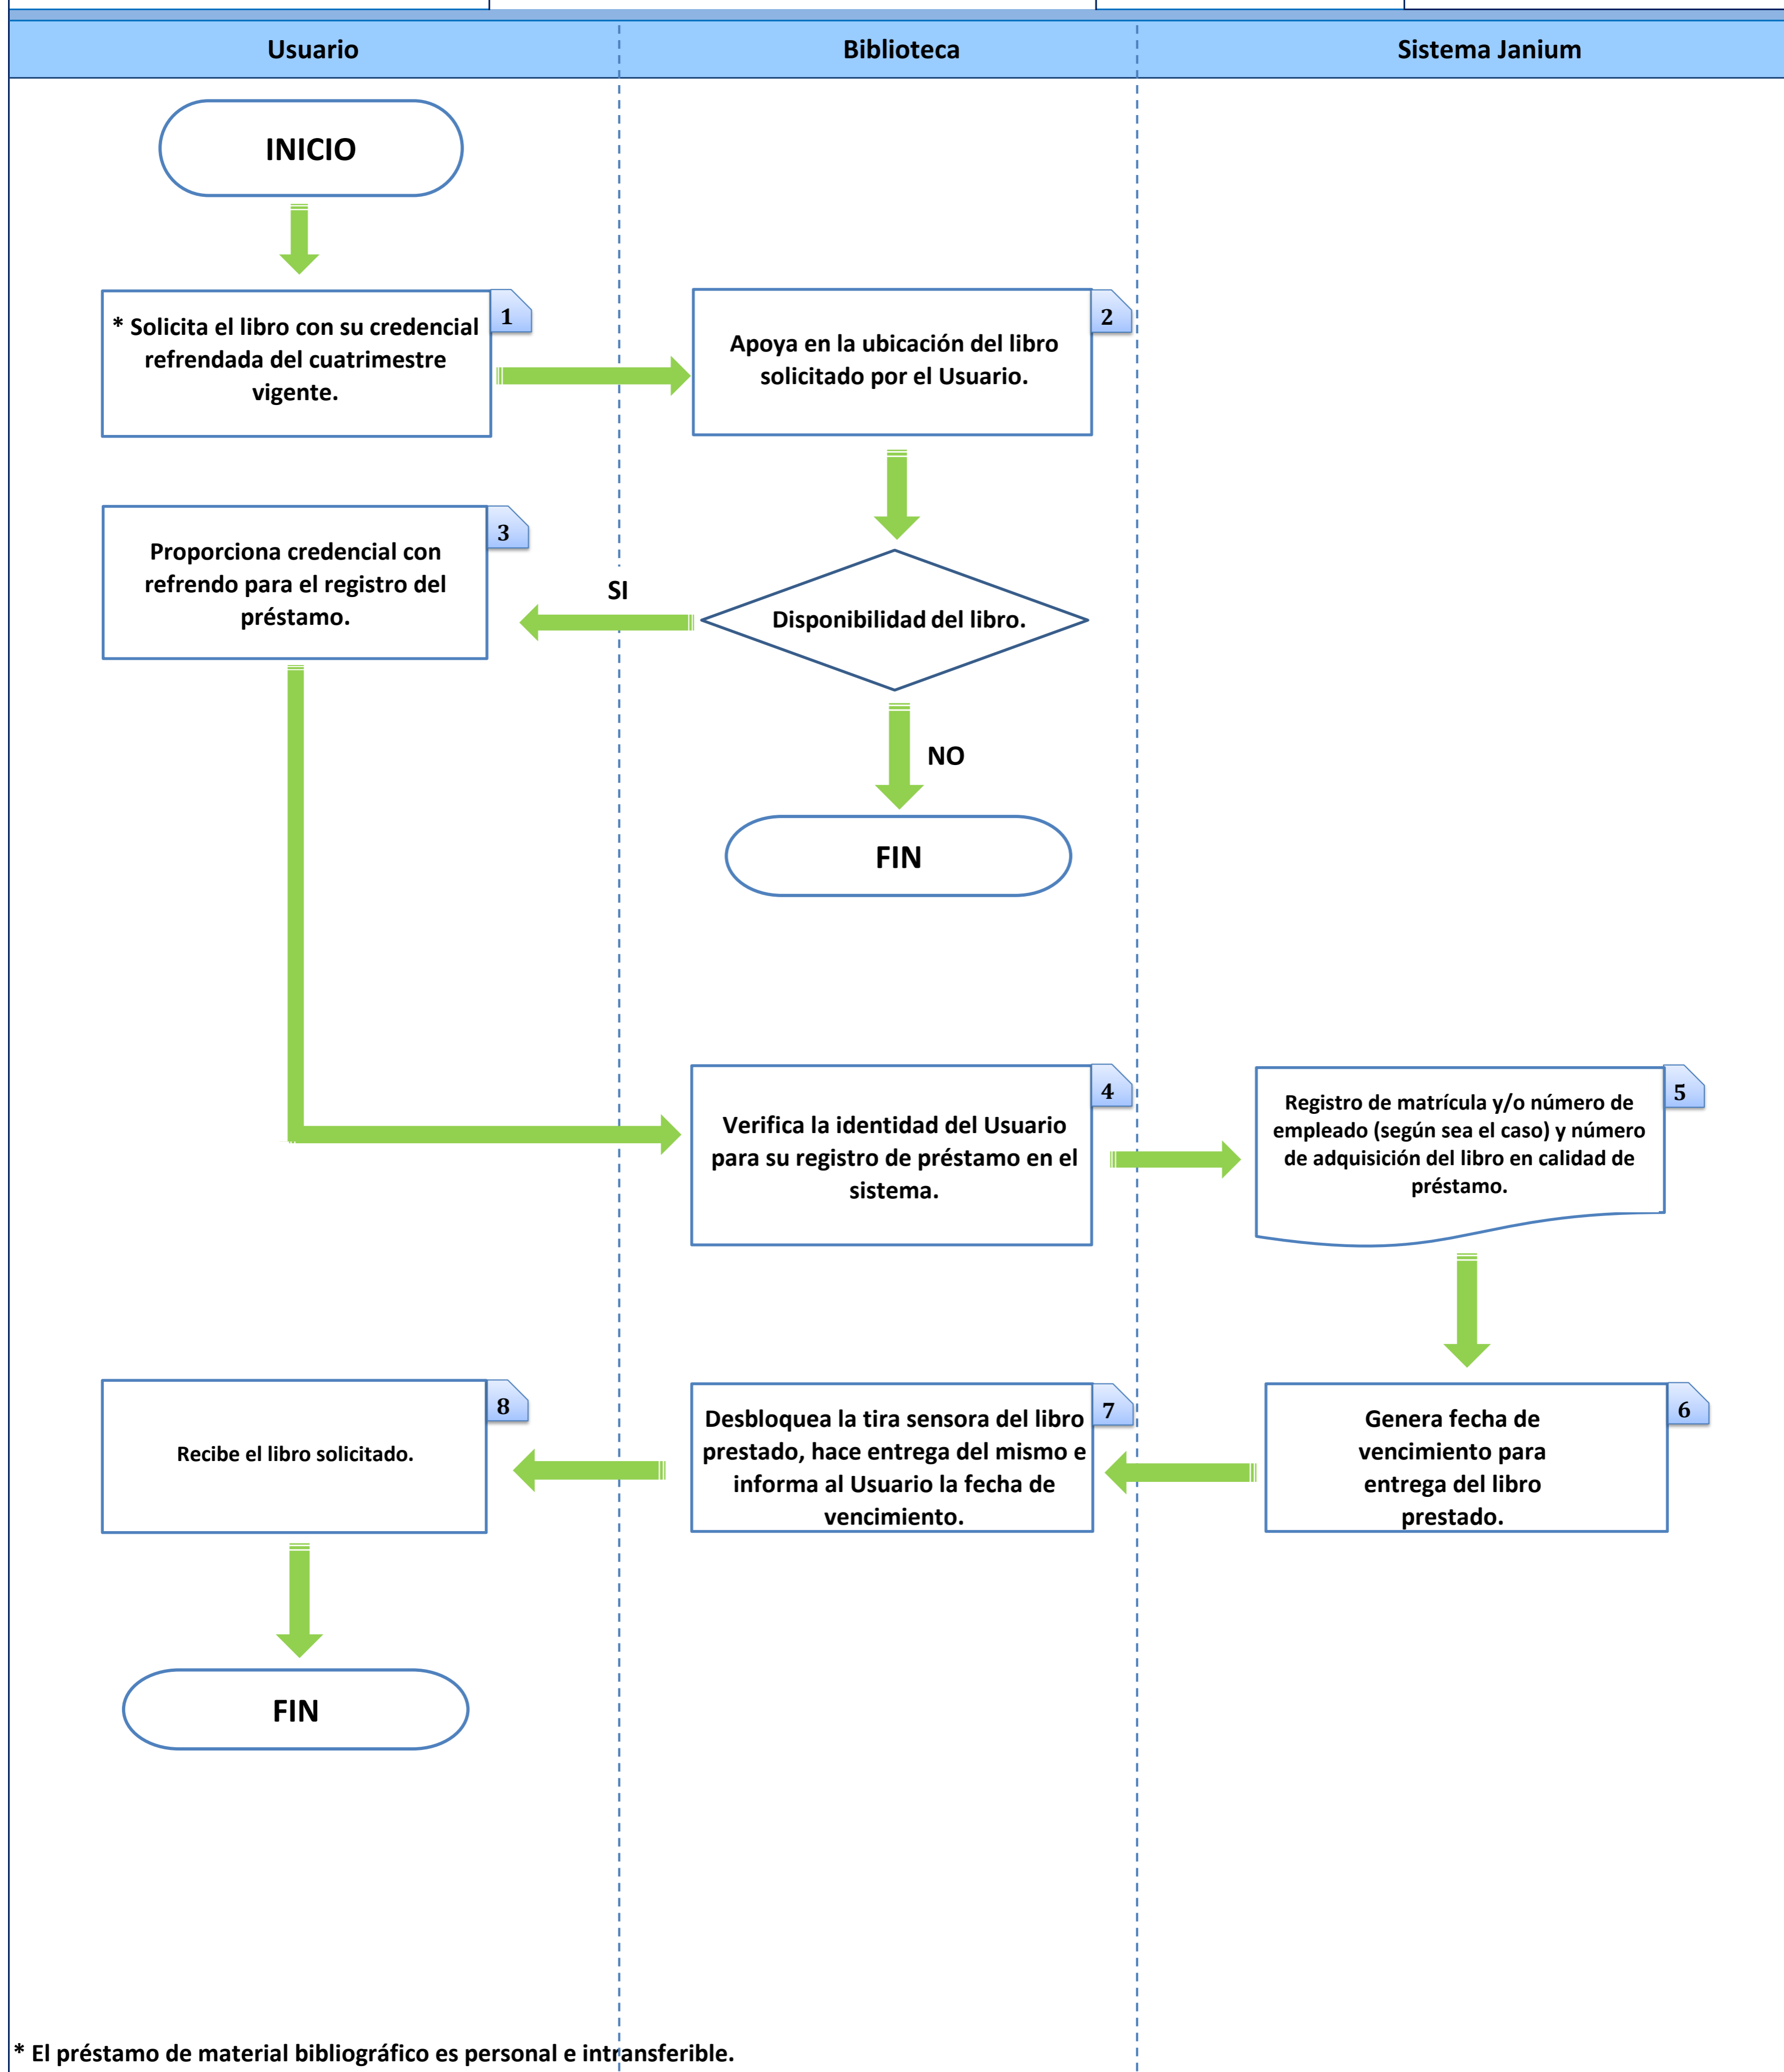 Usuario
Biblioteca
Sistema Janium
INICIO
1
* Solicita el libro con su credencial
refrendada del cuatrimestre
vigente.
2
Apoya en la ubicación del libro
solicitado por el Usuario.
3
Proporciona credencial con
refrendo para el registro del
préstamo.
SI
Disponibilidad del libro.
NO
FIN
4
Verifica la identidad del Usuario
para su registro de préstamo en el
sistema.
5
Registro de matrícula y/o número de
empleado (según sea el caso) y número
de adquisición del libro en calidad de
préstamo.
6
Genera fecha de
vencimiento para
entrega del libro
prestado.
7
Desbloquea la tira sensora del libro
prestado, hace entrega del mismo e
informa al Usuario la fecha de
vencimiento.
8
Recibe el libro solicitado.
FIN
* El préstamo de material bibliográfico es personal e intransferible.